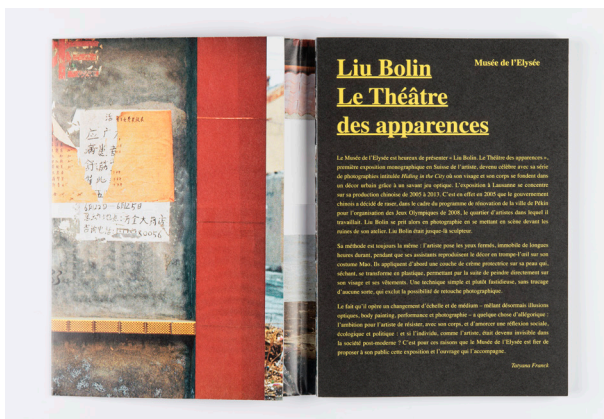 Liu Bolin
Le Théâtre
des apparences
Musée de l'Elysée
Le Musée de l'Elysée est heureux de présenter « Liu Bolin. Le Théâtre des apparences »,
première exposition monographique en Suisse de l'artiste, devenu célèbre avec sa série
de photographies intitulée Hiding in the City où son visage et son corps se fondent dans
un décor urbain grâce à un savant jeu optique. L'exposition à Lausanne se concentre
sur sa production chinoise de 2005 à 2017. C'est en effet en 2005 que le gouvernement
chinois a décidé de raser, dans le cadre du programme de rénovation de la ville de Pékin
pour l'organisation des Jeux Olympiques de 2008, le quartier d'artistes dans lequel il
travaillait. Liu Bolin se prit alors en photographie en se mettant en scène devant les
ruines de son atelier. Liu Bolin était jusque-là sculpteur.
Sa méthode est toujours la même : l'artiste pose les yeux fermés, immobile de longues
heures durant, pendant que ses assistants reproduisent le décor en trompe-l'œil sur son
costume Mao. Ils appliquent d'abord une couche de crème protectrice sur sa peau qui,
séchant, se transforme en plastique, permettant par la suite de peindre directement sur
son visage et ses vêtements. Une technique simple et plutôt fastidieuse, sans tracage
d'aucune sorte, qui exclut la possibilité de retouche photographique.
Le fait qu'il opère un changement d'échelle et de médium – mêlant désormais illusions
optiques, body painting, performance et photographie – a quelque chose d'allégorique :
l'ambition pour l'artiste de résister, avec son corps, et d'amorcer une réflexion sociale,
écologique et politique : et si l'individu, comme l'artiste, était devenu invisible dans
la société post-moderne ? C'est pour ces raisons que le Musée de l'Elysée est fier de
proposer à son public cette exposition et l'ouvrage qui l'accompagne.
Tatyana Franck